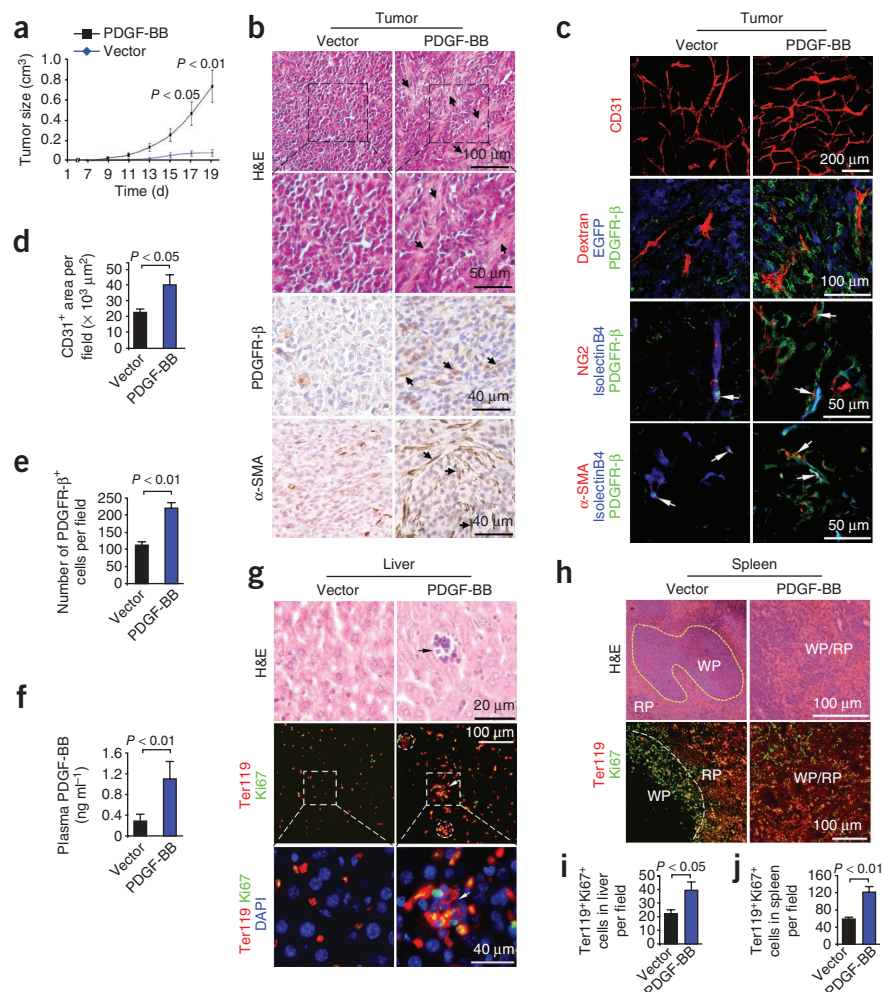 a
PDGF-BB
Vector
Tumor size (cm3)
1.0
0.8
0.6
0.4
0.2
0
P < 0.01
P < 0.05
1 7 9 11 13 15 17 19
Time (d)
b
Tumor
Vector PDGF-BB
H&E
100 μm
50 μm
PDGFR-β
40 μm
α-SMA
40 μm
c
Tumor
Vector PDGF-BB
CD31
200 μm
Dextran
EGFP
PDGFR-β
100 μm
NG2
IsolectinB4
PDGFR-β
50 μm
α-SMA
IsolectinB4
PDGFR-β
50 μm
d
CD31+ area per
field (× 103 μm2)
P < 0.05
50
40
30
20
10
0
Vector
PDGF-BB
e
Number of PDGFR-β+
cells per field
P < 0.01
250
200
150
100
50
0
Vector
PDGF-BB
f
Plasma PDGF-BB
(ng ml−1)
P < 0.01
1.6
1.2
0.8
0.4
0
Vector
PDGF-BB
g
Liver
Vector PDGF-BB
H&E
20 μm
Ter119
Ki67
100 μm
Ter119 Ki67
DAPI
40 μm
h
Spleen
Vector PDGF-BB
H&E
WP
RP
WP/RP
100 μm
Ter119
Ki67
WP
RP
WP/RP
100 μm
i
Ter119+Ki67+
cells in liver
per field
P < 0.05
50
40
30
20
10
0
Vector
PDGF-BB
j
Ter119+Ki67+
cells in spleen
per field
P < 0.01
160
120
80
40
0
Vector
PDGF-BB